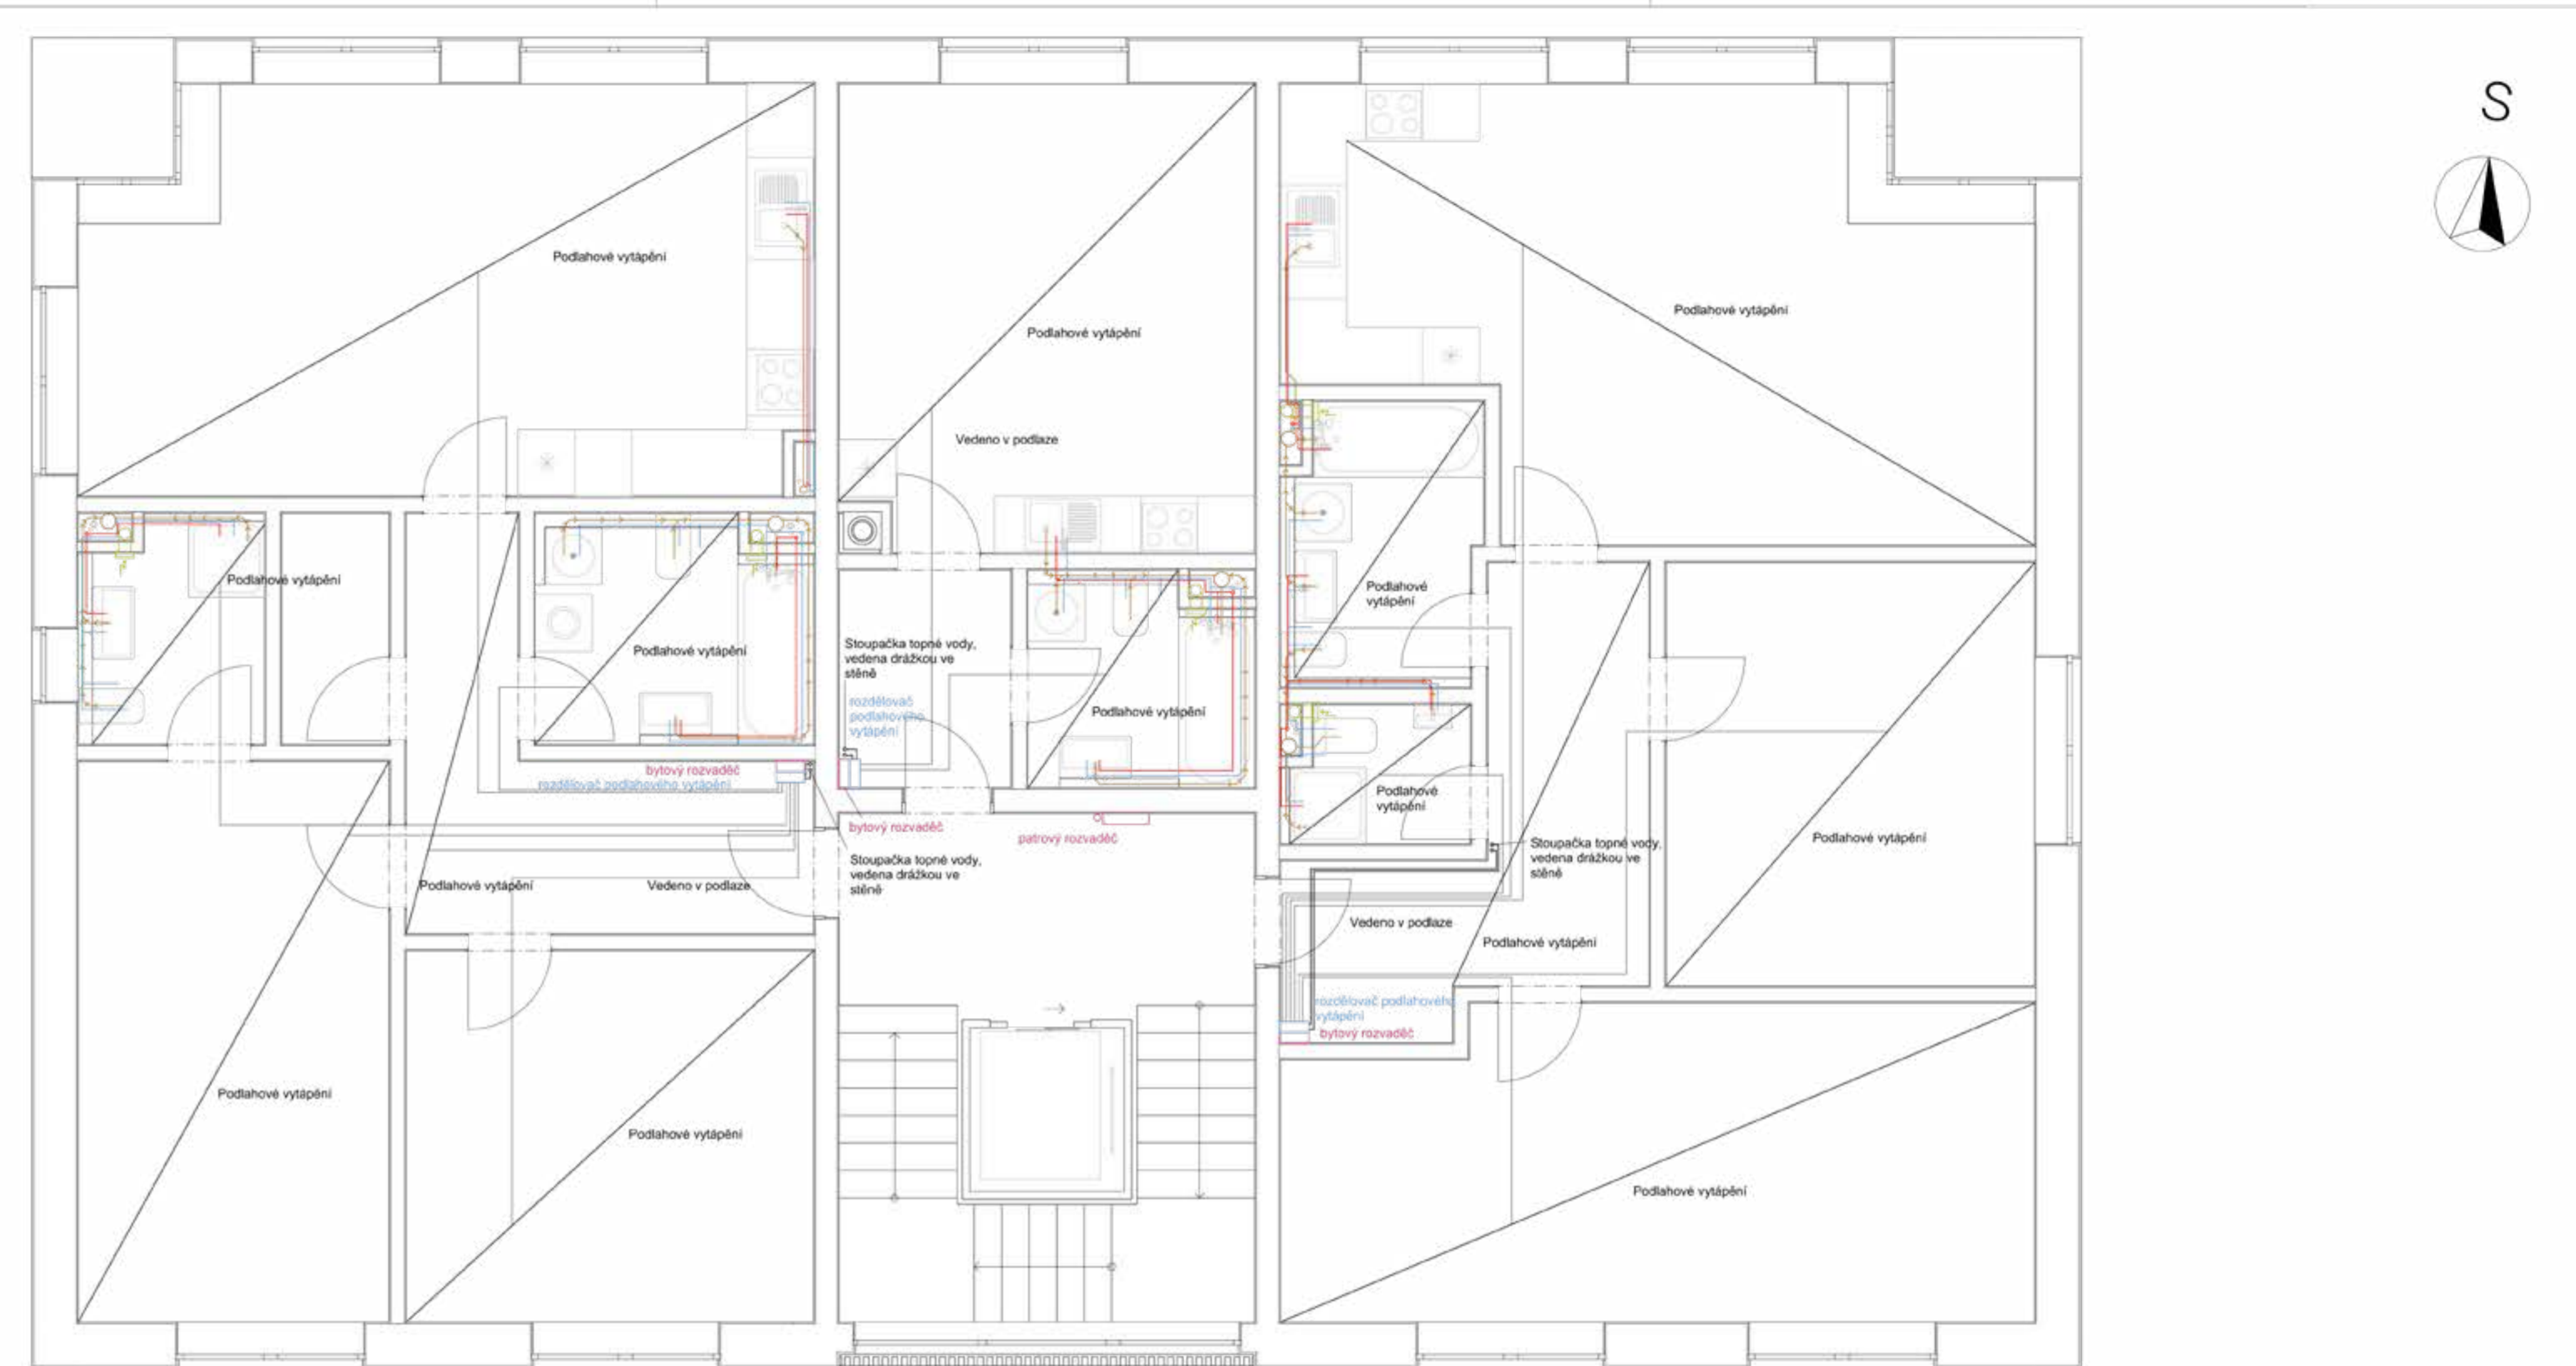 S
Podlahové vytápění
Podlahové vytápění
Podlahové vytápění
Vedeno v podlaze
Podlahové vytápění
Podlahové vytápění
Podlahové
vytápění
Stoupačka topné vody,
vedena drážkou ve
stěně
rozdělovač
podlahového
vytápění
Podlahové vytápění
bytový rozvaděč
rozdělovač podlahového vytápění
Podlahové
vytápění
bytový rozvaděč
patrový rozvaděč
Stoupačka topné vody,
vedena drážkou ve
stěně
Podlahové vytápění
Vedeno v podlaze
Stoupačka topné vody,
vedena drážkou ve
stěně
Podlahové vytápění
Vedeno v podlaze
Podlahové vytápění
rozdělovač podlahového
vytápění
bytový rozvaděč
Podlahové vytápění
Podlahové vytápění
Podlahové vytápění